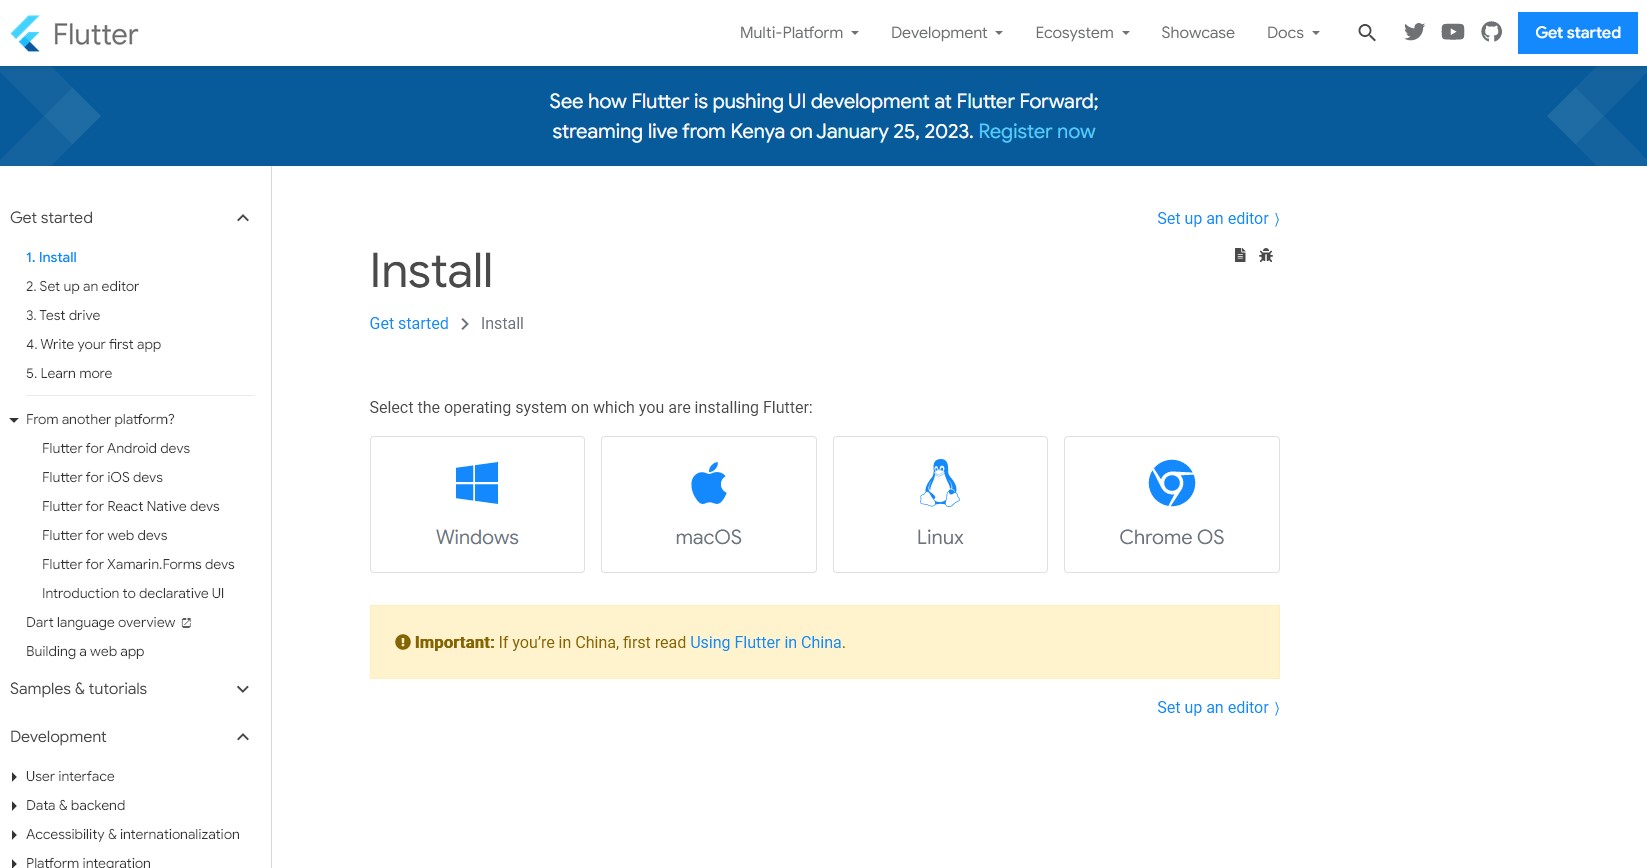 Flutter
Multi-Platform
Development
Ecosystem
Showcase
Docs
Get started
See how Flutter is pushing UI development at Flutter Forward;
streaming live from Kenya on January 25, 2023. Register now
Get started
1. Install
2. Set up an editor
3. Test drive
4. Write your first app
5. Learn more
From another platform?
Flutter for Android devs
Flutter for iOS devs
Flutter for React Native devs
Flutter for web devs
Flutter for Xamarin.Forms devs
Introduction to declarative UI
Dart language overview
Building a web app
Samples & tutorials
Development
User interface
Data & backend
Accessibility & internationalization
Platform integration
Set up an editor
Install
Get started
Install
Select the operating system on which you are installing Flutter:
Windows
macOS
Linux
Chrome OS
Important: If you’re in China, first read Using Flutter in China.
Set up an editor